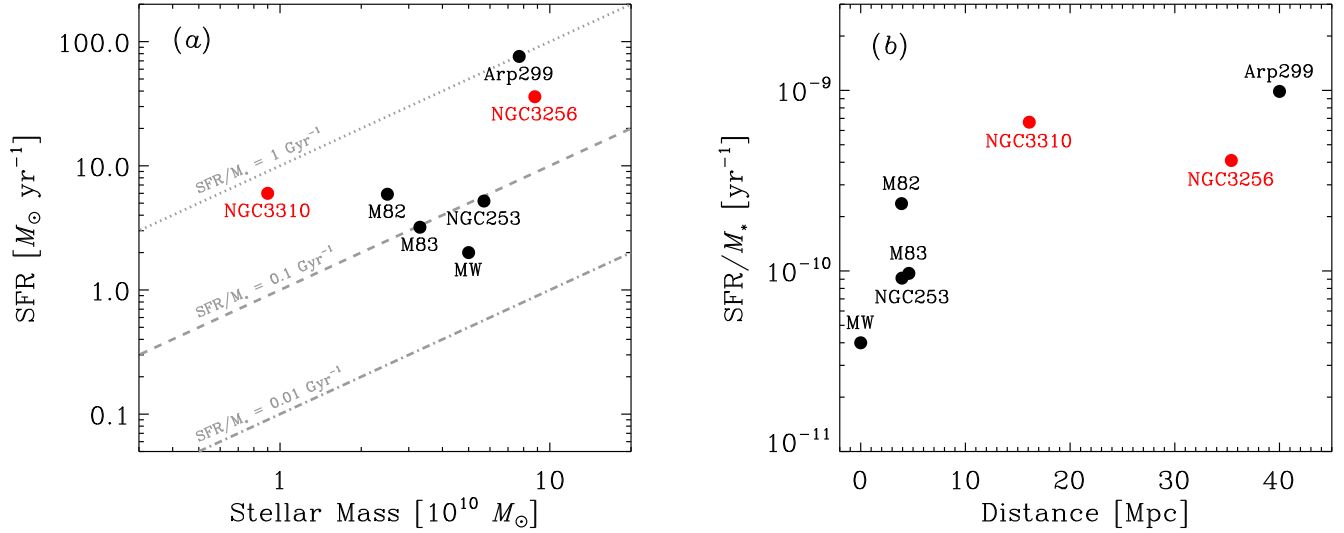 (a)
100.0
10.0
1.0
0.1
SFR [M⊙ yr⁻¹]
Arp299
NGC3256
SFR/M* = 1 Gyr⁻¹
NGC3310
M82
NGC253
M83
MW
SFR/M* = 0.1 Gyr⁻¹
SFR/M* = 0.01 Gyr⁻¹
1
10
Stellar Mass [10¹⁰ M⊙]
(b)
10⁻⁹
10⁻¹⁰
10⁻¹¹
SFR/M* [yr⁻¹]
Arp299
NGC3310
NGC3256
M82
M83
NGC253
MW
0
10
20
30
40
Distance [Mpc]